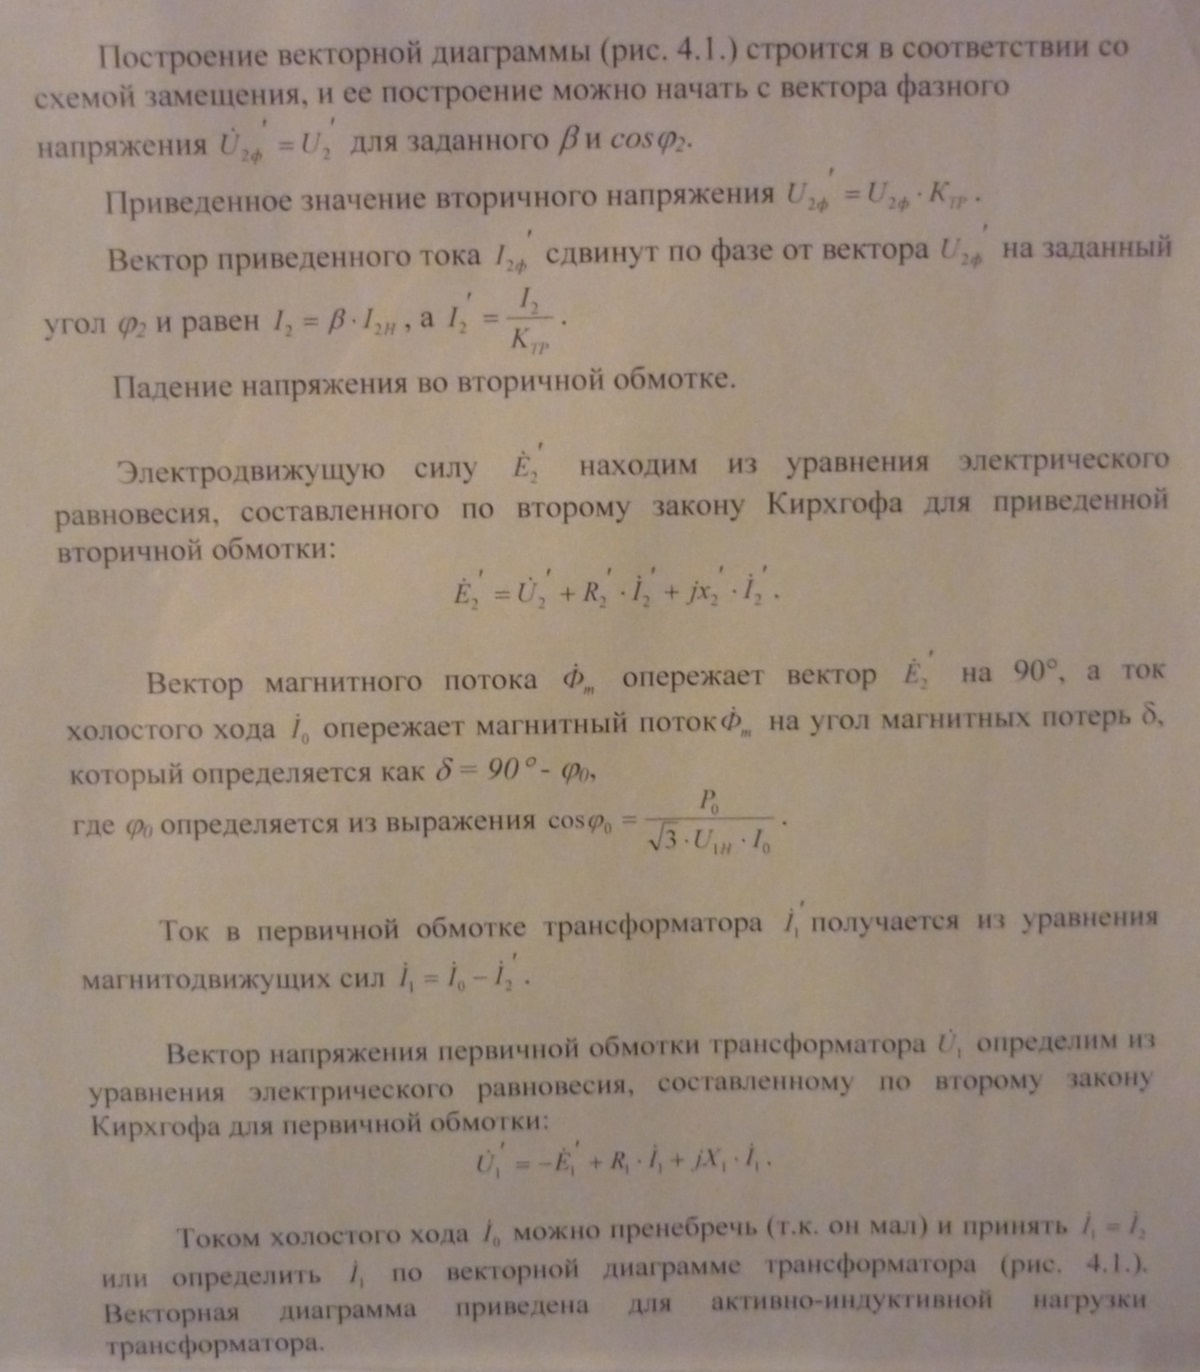 Построение векторной диаграммы (рис. 4.1.) строится в соответствии со
схемой замещения, и ее построение можно начать с вектора фазного
напряжения U̇₂ф′ = U₂′ для заданного β и cosφ₂.
Приведенное значение вторичного напряжения U₂ф′ = U₂ф · K_ТР .
Вектор приведенного тока I₂ф′ сдвинут по фазе от вектора U₂ф′ на заданный
угол φ₂ и равен I₂ = β · I₂Н , а I₂′ = I₂ / K_ТР .
Падение напряжения во вторичной обмотке.
Электродвижущую силу Ė₂′ находим из уравнения электрического
равновесия, составленного по второму закону Кирхгофа для приведенной
вторичной обмотки:
Ė₂′ = U̇₂′ + R₂′ · İ₂′ + jx₂′ · İ₂′ .
Вектор магнитного потока Φ̇ₘ опережает вектор Ė₂′ на 90°, а ток
холостого хода İ₀ опережает магнитный поток Φ̇ₘ на угол магнитных потерь δ,
который определяется как δ = 90° - φ₀,
где φ₀ определяется из выражения cosφ₀ = P₀ / (√3 · U₁Н · I₀) .
Ток в первичной обмотке трансформатора İ₁′ получается из уравнения
магнитодвижущих сил İ₁ = İ₀ – İ₂′ .
Вектор напряжения первичной обмотки трансформатора U̇₁ определим из
уравнения электрического равновесия, составленному по второму закону
Кирхгофа для первичной обмотки:
U̇₁′ = –Ė₁′ + R₁ · İ₁ + jX₁ · İ₁ .
Током холостого хода İ₀ можно пренебречь (т.к. он мал) и принять İ₁ = İ₂
или определить İ₁ по векторной диаграмме трансформатора (рис. 4.1.).
Векторная диаграмма приведена для активно-индуктивной нагрузки
трансформатора.